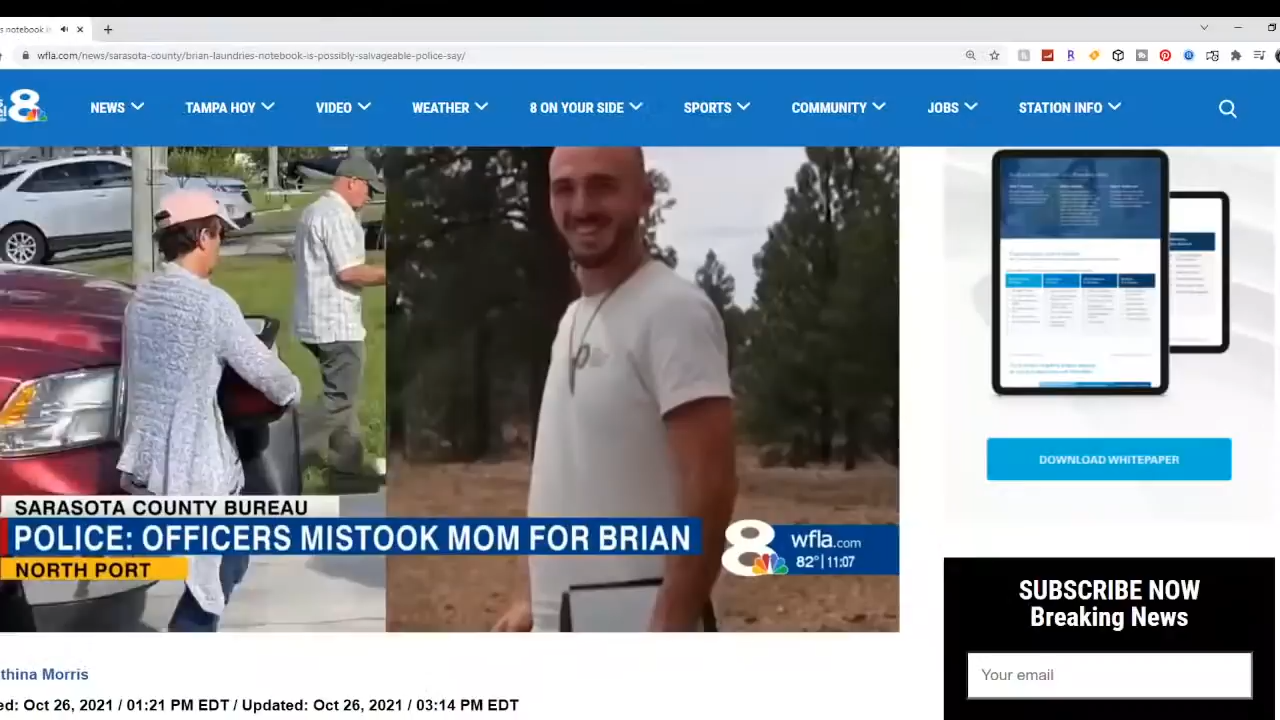 s notebook i
wfla.com/news/sarasota-county/brian-laundries-notebook-is-possibly-salvageable-police-say/
8
NEWS
TAMPA HOY
VIDEO
WEATHER
8 ON YOUR SIDE
SPORTS
COMMUNITY
JOBS
STATION INFO
SARASOTA COUNTY BUREAU
POLICE: OFFICERS MISTOOK MOM FOR BRIAN
NORTH PORT
8
wfla.com
82° | 11:07
DOWNLOAD WHITEPAPER
SUBSCRIBE NOW
Breaking News
Your email
thina Morris
ed: Oct 26, 2021 / 01:21 PM EDT / Updated: Oct 26, 2021 / 03:14 PM EDT